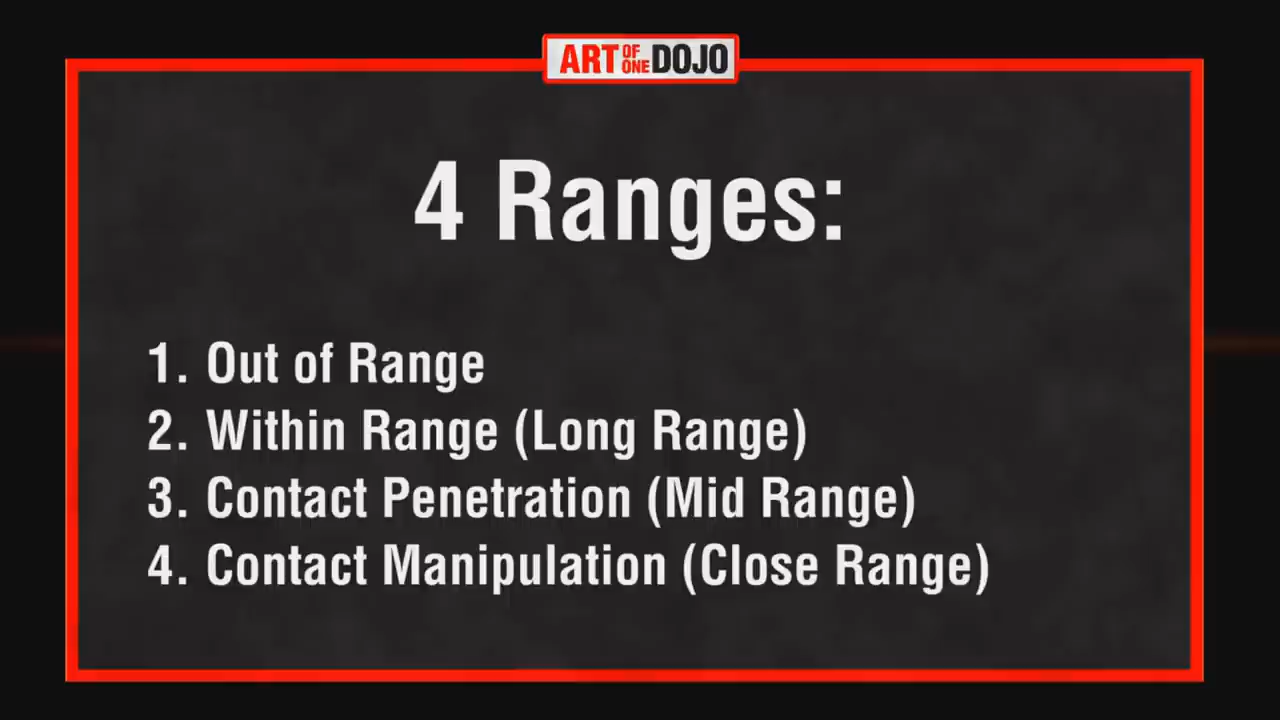 ART OF ONE DOJO
4 Ranges:
1. Out of Range
2. Within Range (Long Range)
3. Contact Penetration (Mid Range)
4. Contact Manipulation (Close Range)